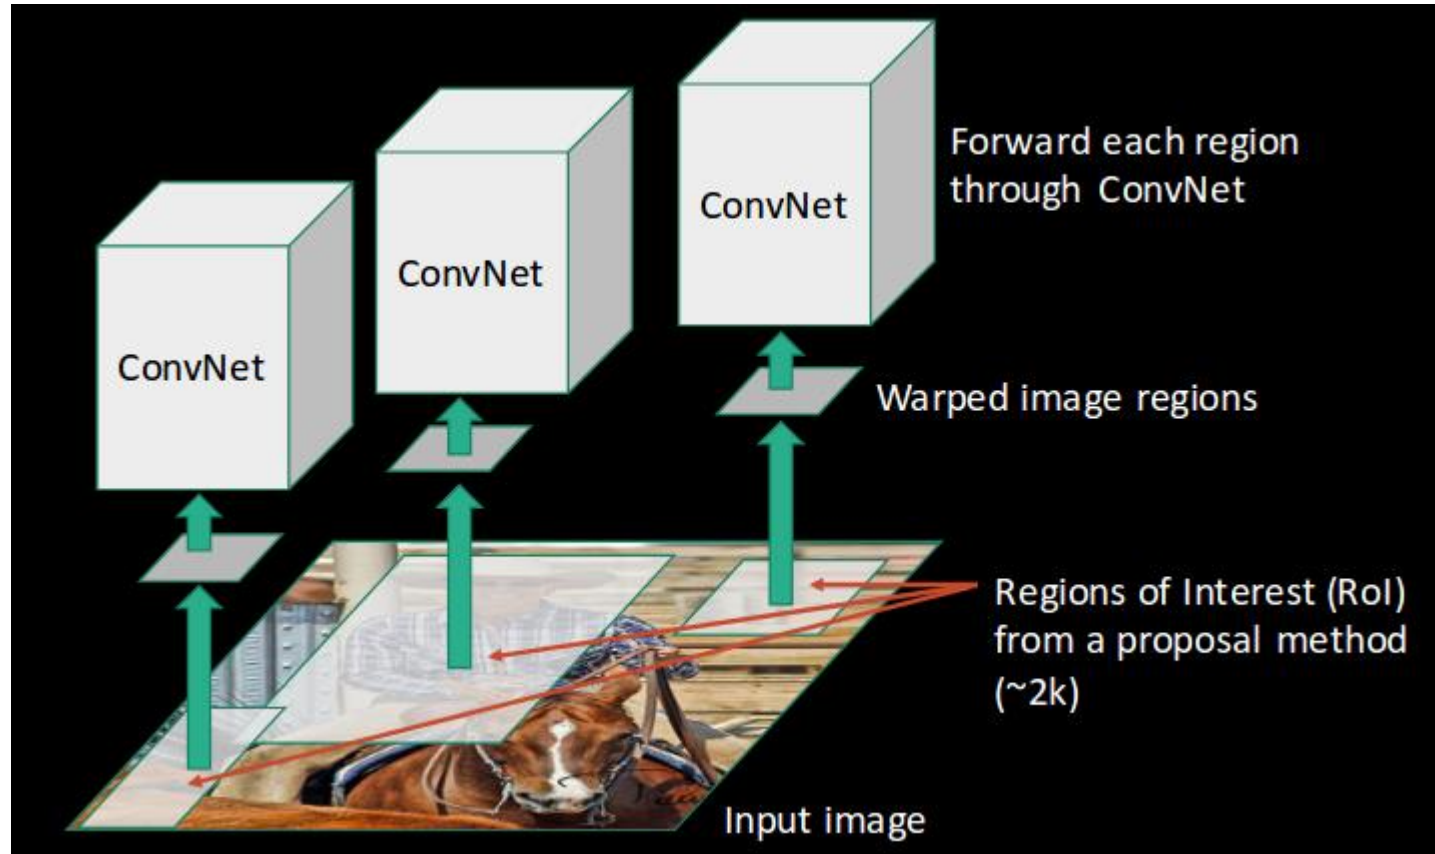 Forward each region
through ConvNet
ConvNet
ConvNet
ConvNet
Warped image regions
Regions of Interest (RoI)
from a proposal method
(~2k)
Input image